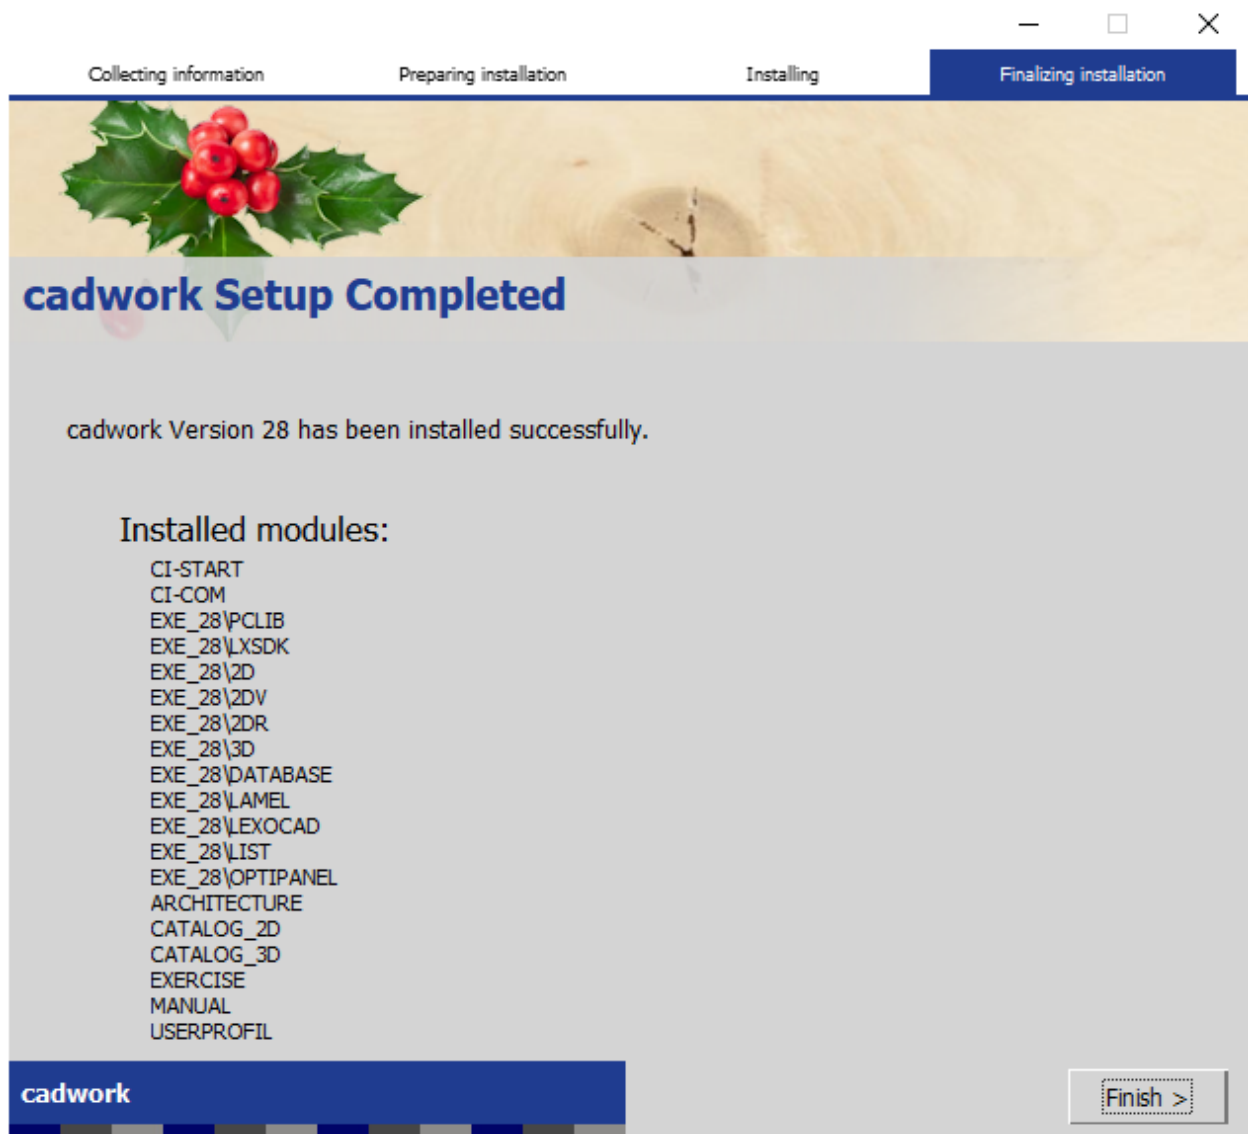 Collecting information Preparing installation Installing Finalizing installation
cadwork Setup Completed
cadwork Version 28 has been installed successfully.
Installed modules:
CI-START
CI-COM
EXE_28\PCLIB
EXE_28\LXSDK
EXE_28\2D
EXE_28\2DV
EXE_28\2DR
EXE_28\3D
EXE_28\DATABASE
EXE_28\LAMEL
EXE_28\LEXOCAD
EXE_28\LIST
EXE_28\OPTIPANEL
ARCHITECTURE
CATALOG_2D
CATALOG_3D
EXERCISE
MANUAL
USERPROFIL
cadwork Finish >